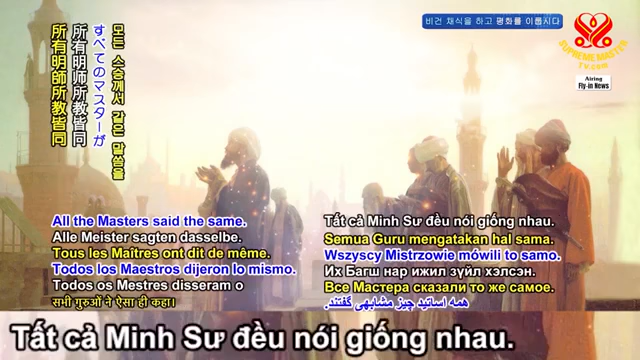 비건 채식을 하고 평화를 이룹시다
SUPREME MASTER
TV.com
Airing
Fly-in News
모든 스승께서 같은 말씀을
すべてのマスターが
所有明师所教皆同
所有明師所教皆同
All the Masters said the same.
Alle Meister sagten dasselbe.
Tous les Maîtres ont dit de même.
Todos los Maestros dijeron lo mismo.
Todos os Mestres disseram o
सभी गुरुओं ने ऐसा ही कहा।
Tất cả Minh Sư đều nói giống nhau.
Semua Guru mengatakan hal sama.
Wszyscy Mistrzowie mówili to samo.
Их Багш нар ижил зүйл хэлсэн.
Все Мастера сказали то же самое.
همه اساتید چیز مشابهی گفتند.
Tất cả Minh Sư đều nói giống nhau.